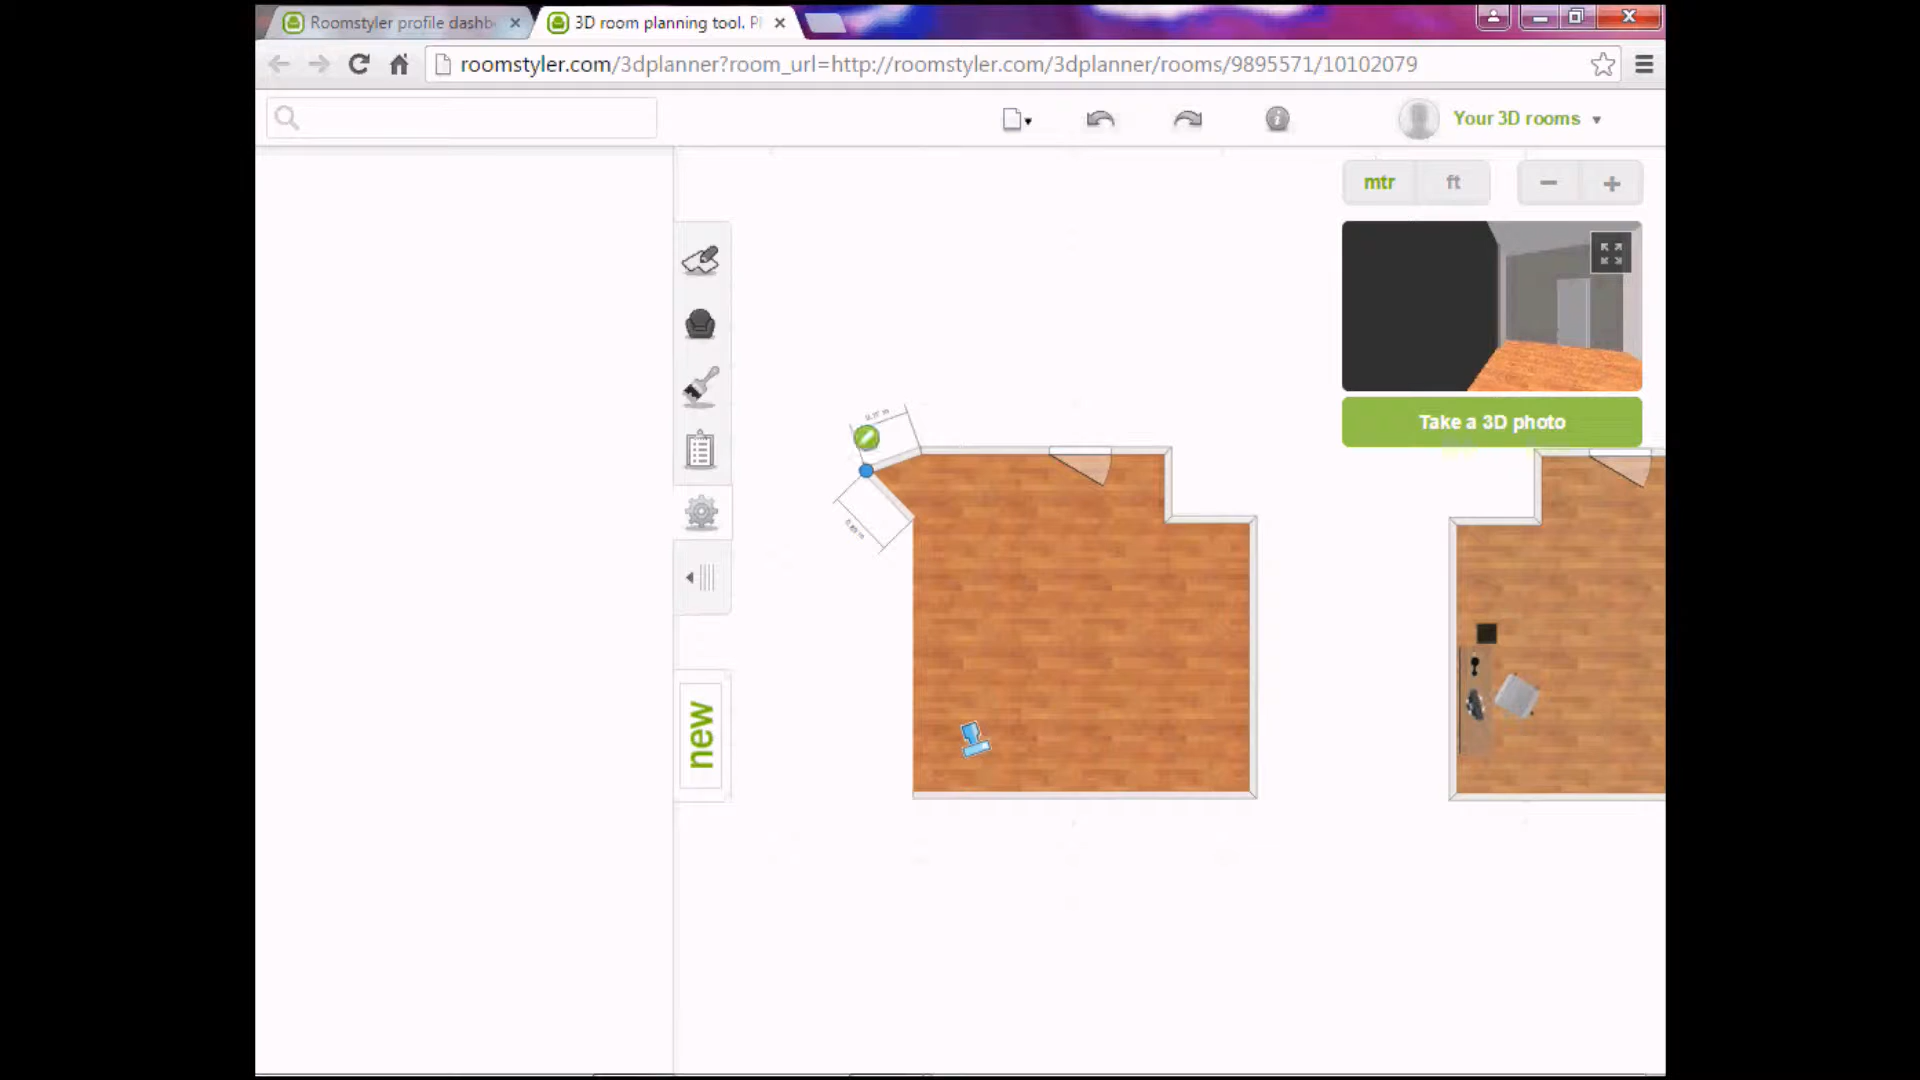 Roomstyler profile dashb
3D room planning tool. Pl
roomstyler.com/3dplanner?room_url=http://roomstyler.com/3dplanner/rooms/9895571/10102079
Your 3D rooms
mtr
ft
Take a 3D photo
new